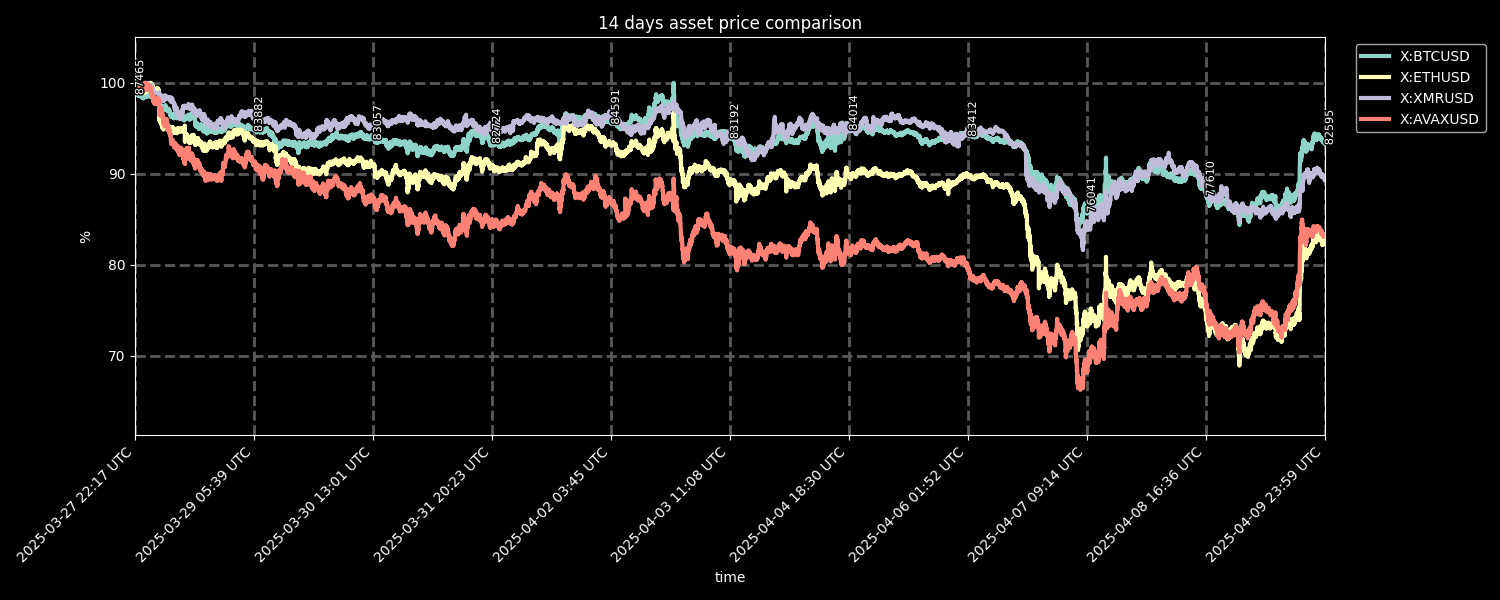 14 days asset price comparison
X:BTCUSD
X:ETHUSD
X:XMRUSD
X:AVAXUSD
%
100
90
80
70
87465
83882
83057
82724
84591
83192
84014
83412
76041
77610
82595
2025-03-27 22:17 UTC
2025-03-29 05:39 UTC
2025-03-30 13:01 UTC
2025-03-31 20:23 UTC
2025-04-02 03:45 UTC
2025-04-03 11:08 UTC
2025-04-04 18:30 UTC
2025-04-06 01:52 UTC
2025-04-07 09:14 UTC
2025-04-08 16:36 UTC
2025-04-09 23:59 UTC
time